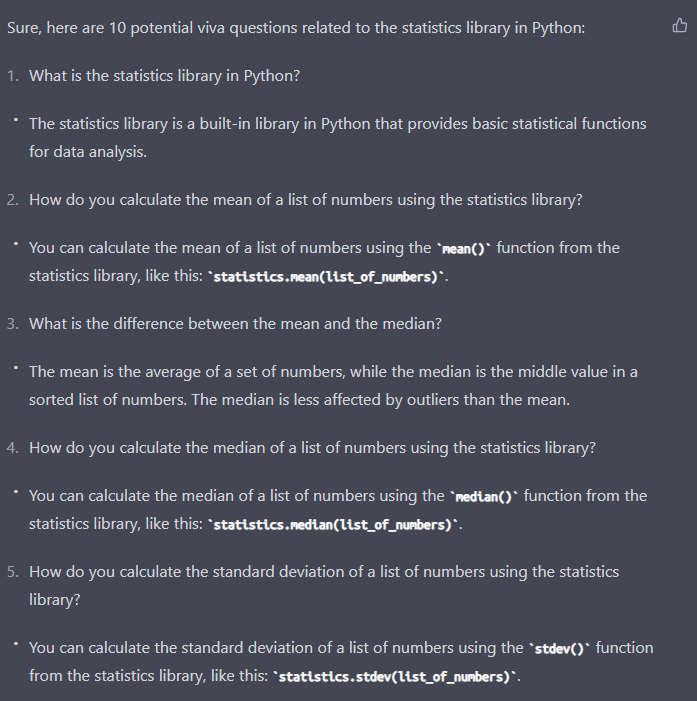 Sure, here are 10 potential viva questions related to the statistics library in Python:
1. What is the statistics library in Python?
• The statistics library is a built-in library in Python that provides basic statistical functions
for data analysis.
2. How do you calculate the mean of a list of numbers using the statistics library?
• You can calculate the mean of a list of numbers using the `mean()` function from the
statistics library, like this: `statistics.mean(list_of_numbers)`.
3. What is the difference between the mean and the median?
• The mean is the average of a set of numbers, while the median is the middle value in a
sorted list of numbers. The median is less affected by outliers than the mean.
4. How do you calculate the median of a list of numbers using the statistics library?
• You can calculate the median of a list of numbers using the `median()` function from the
statistics library, like this: `statistics.median(list_of_numbers)`.
5. How do you calculate the standard deviation of a list of numbers using the statistics
library?
• You can calculate the standard deviation of a list of numbers using the `stdev()` function
from the statistics library, like this: `statistics.stdev(list_of_numbers)`.